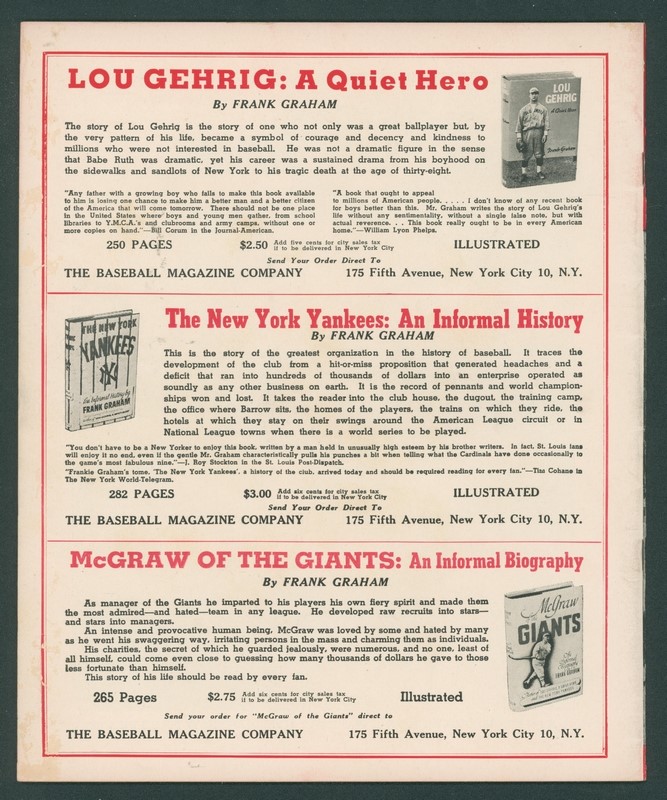 LOU GEHRIG: A Quiet Hero
By FRANK GRAHAM
The story of Lou Gehrig is the story of one who not only was a great ballplayer but, by
the very pattern of his life, became a symbol of courage and decency and kindness to
millions who were not interested in baseball. He was not a dramatic figure in the sense
that Babe Ruth was dramatic, yet his career was a sustained drama from his boyhood on
the sidewalks and sandlots of New York to his tragic death at the age of thirty-eight.
LOU
GEHRIG
A Quiet Hero
Frank Graham
"Any father with a growing boy who fails to make this book available
to him is losing one chance to make him a better man and a better citizen
of the America that will come tomorrow. There should not be one place
in the United States where boys and young men gather, from school
libraries to Y.M.C.A.'s and clubrooms and army camps, without one or
more copies on hand."—Bill Corum in the Journal-American.
"A book that ought to appeal
to millions of American people. . . . . . I don't know of any recent book
for boys better than this. Mr. Graham writes the story of Lou Gehrig's
life without any sentimentality, without a single false note, but with
actual reverence. . . This book really ought to be in every American
home."—William Lyon Phelps.
250 PAGES $2.50 Add five cents for city sales tax
if to be delivered in New York City ILLUSTRATED
Send Your Order Direct To
THE BASEBALL MAGAZINE COMPANY 175 Fifth Avenue, New York City 10, N.Y.
The New York Yankees: An Informal History
By FRANK GRAHAM
THE NEW YORK
YANKEES
NY
An Informal History by
FRANK GRAHAM
This is the story of the greatest organization in the history of baseball. It traces the
development of the club from a hit-or-miss proposition that generated headaches and a
deficit that ran into hundreds of thousands of dollars into an enterprise operated as
soundly as any other business on earth. It is the record of pennants and world champion-
ships won and lost. It takes the reader into the club house, the dugout, the training camp,
the office where Barrow sits, the homes of the players, the trains on which they ride, the
hotels at which they stay on their swings around the American League circuit or in
National League towns when there is a world series to be played.
"You don't have to be a New Yorker to enjoy this book, written by a man held in unusually high esteem by his brother writers. In fact, St. Louis fans
will enjoy it no end, even if the gentle Mr. Graham characteristically pulls his punches a bit when telling what the Cardinals have done occasionally to
the game's most fabulous nine."—J. Roy Stockton in the St. Louis Post-Dispatch.
"Frankie Graham's tome, 'The New York Yankees', a history of the club, arrived today and should be required reading for every fan."—Tim Cohane in
The New York World-Telegram.
282 PAGES $3.00 Add six cents for city sales tax
if to be delivered in New York City ILLUSTRATED
Send Your Order Direct To
THE BASEBALL MAGAZINE COMPANY 175 Fifth Avenue, New York City 10, N.Y.
McGRAW OF THE GIANTS: An Informal Biography
By FRANK GRAHAM
As manager of the Giants he imparted to his players his own fiery spirit and made them
the most admired—and hated—team in any league. He developed raw recruits into stars—
and stars into managers.
An intense and provocative human being, McGraw was loved by some and hated by many
as he went his swaggering way, irritating persons in the mass and charming them as individuals.
His charities, the secret of which he guarded jealously, were numerous, and no one, least of
all himself, could come even close to guessing how many thousands of dollars he gave to those
less fortunate than himself.
This story of his life should be read by every fan.
McGraw
GIANTS
265 Pages $2.75 Add six cents for city sales tax
if to be delivered in New York City Illustrated
Send your order for "McGraw of the Giants" direct to
THE BASEBALL MAGAZINE COMPANY 175 Fifth Avenue, New York City 10, N.Y.